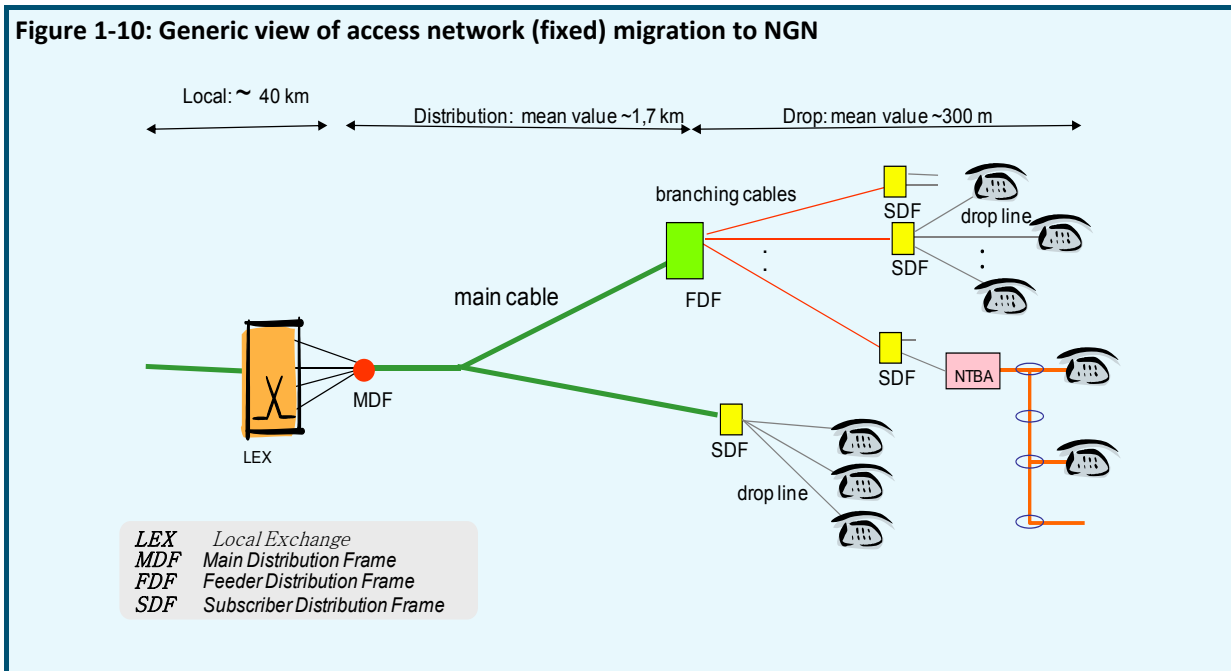 Figure 1-10: Generic view of access network (fixed) migration to NGN
Local: ~ 40 km
Distribution: mean value ~1,7 km
Drop: mean value ~300 m
branching cables
SDF
drop line
SDF
:
:
main cable
FDF
SDF
NTBA
MDF
LEX
SDF
drop line
LEX Local Exchange
MDF Main Distribution Frame
FDF Feeder Distribution Frame
SDF Subscriber Distribution Frame